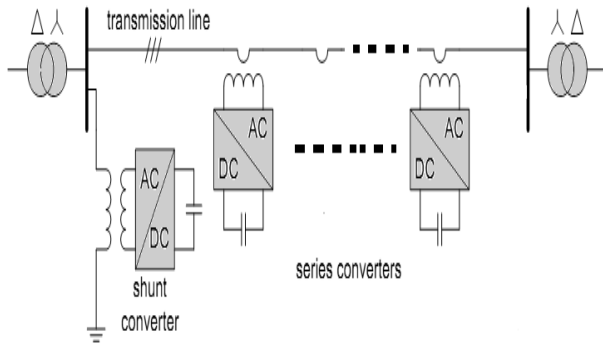 Δ
Δ
transmission line
AC
DC
AC
DC
AC
DC
series converters
shunt
converter